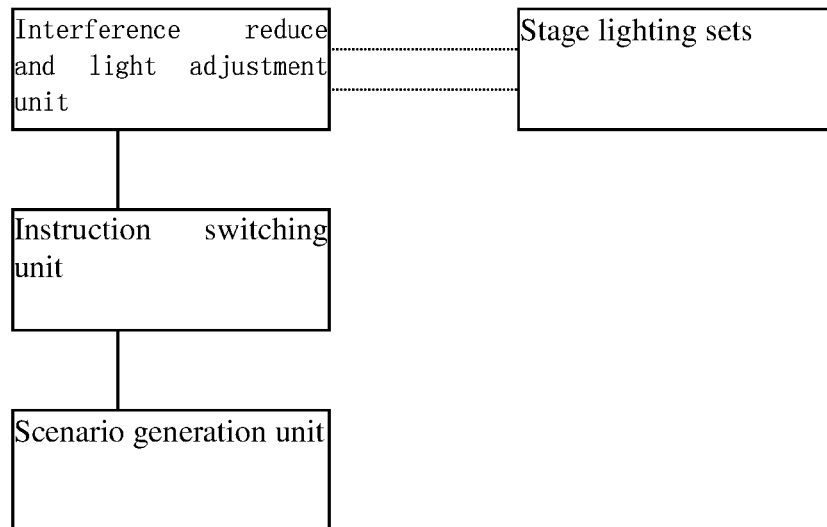 Interference reduce
and light adjustment
unit
Stage lighting sets
Instruction switching
unit
Scenario generation unit